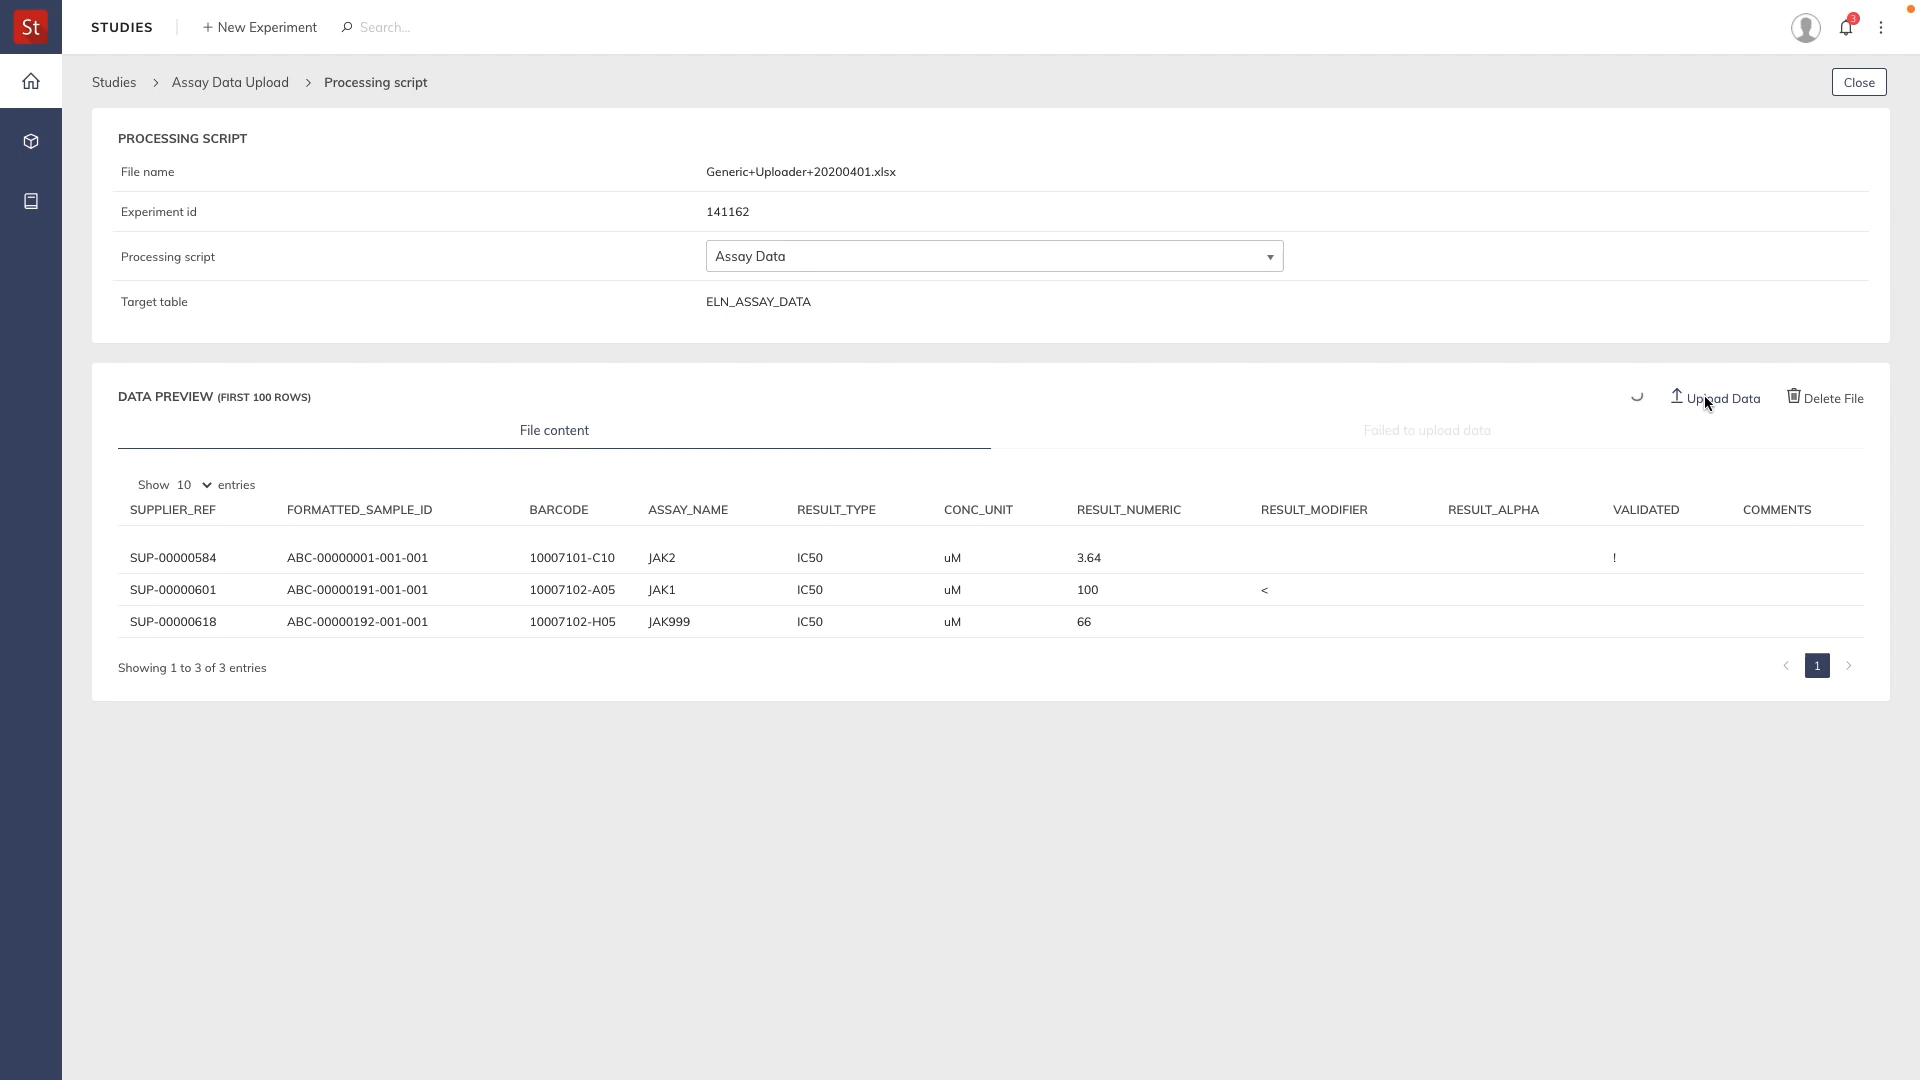 St
STUDIES
+ New Experiment
Search...
3
Studies > Assay Data Upload > Processing script
Close
PROCESSING SCRIPT
File name Generic+Uploader+20200401.xlsx
Experiment id 141162
Processing script Assay Data
Target table ELN_ASSAY_DATA
DATA PREVIEW (FIRST 100 ROWS)
Upload Data
Delete File
File content
Failed to upload data
Show 10 entries
SUPPLIER_REF FORMATTED_SAMPLE_ID BARCODE ASSAY_NAME RESULT_TYPE CONC_UNIT RESULT_NUMERIC RESULT_MODIFIER RESULT_ALPHA VALIDATED COMMENTS
SUP-00000584 ABC-00000001-001-001 10007101-C10 JAK2 IC50 uM 3.64 !
SUP-00000601 ABC-00000191-001-001 10007102-A05 JAK1 IC50 uM 100 <
SUP-00000618 ABC-00000192-001-001 10007102-H05 JAK999 IC50 uM 66
Showing 1 to 3 of 3 entries
< 1 >